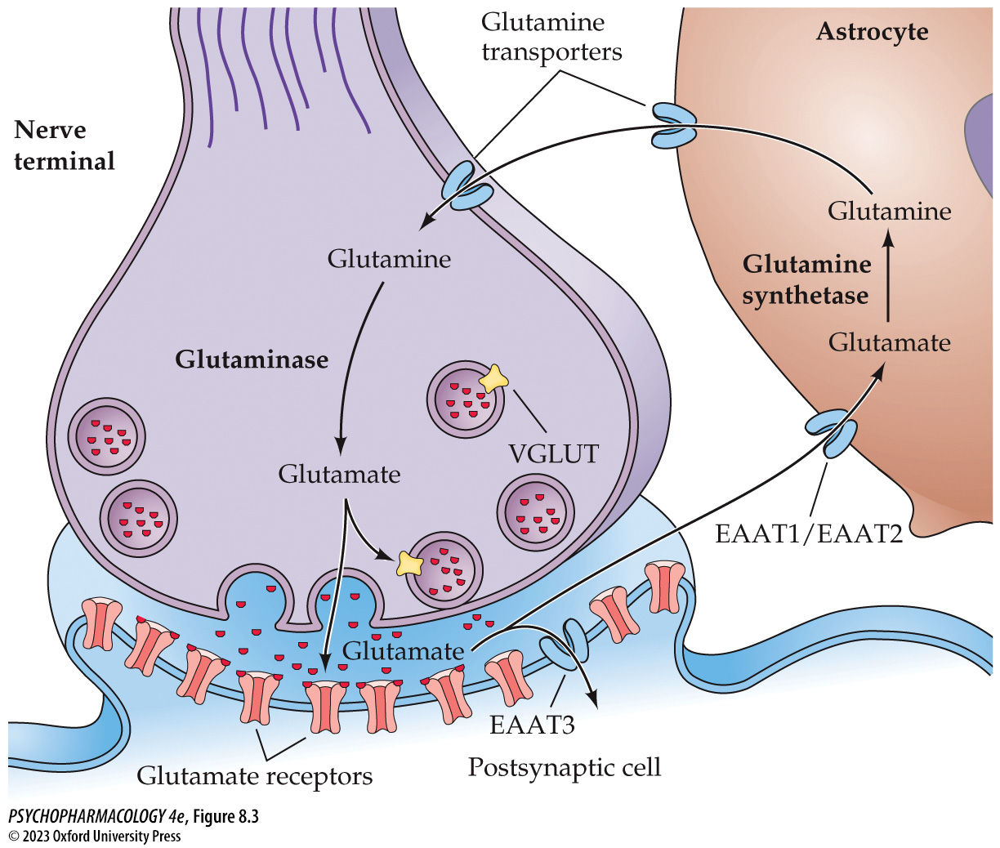 Glutamine
transporters
Astrocyte
Nerve
terminal
Glutamine
Glutamine
Glutamine
synthetase
Glutamate
Glutaminase
VGLUT
Glutamate
EAAT1/EAAT2
Glutamate
EAAT3
Glutamate receptors
Postsynaptic cell
PSYCHOPHARMACOLOGY 4e, Figure 8.3
© 2023 Oxford University Press